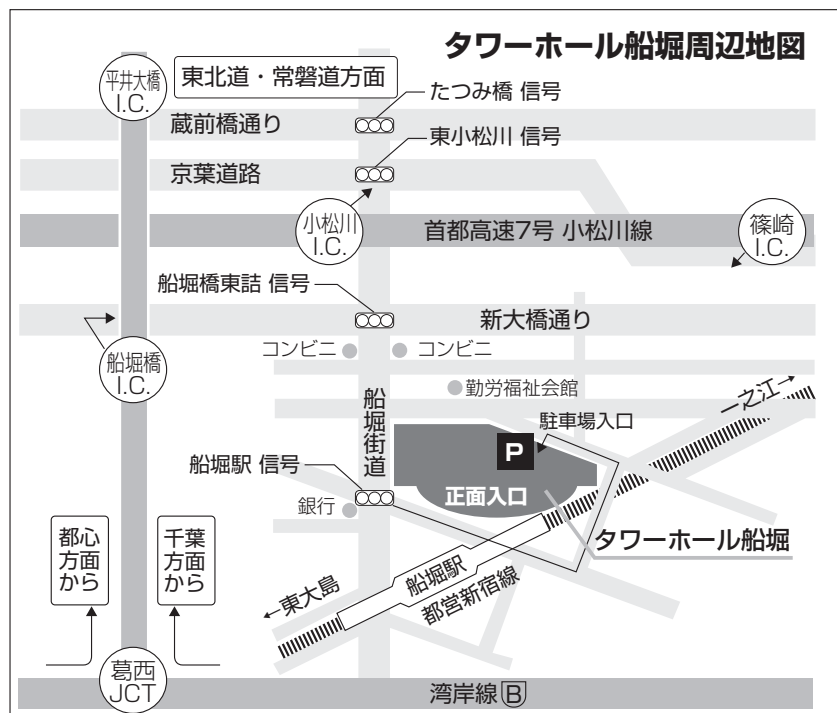 タワーホール船堀周辺地図
平井大橋
I.C.
東北道・常磐道方面
たつみ橋 信号
蔵前橋通り
東小松川 信号
京葉道路
小松川
I.C.
首都高速7号 小松川線
篠崎
I.C.
船堀橋東詰 信号
新大橋通り
コンビニ
コンビニ
船堀橋
I.C.
勤労福祉会館
船堀街道
一之江→
駐車場入口
P
船堀駅 信号
正面入口
銀行
タワーホール船堀
都心
方面
から
千葉
方面
から
船堀駅
都営新宿線
←東大島
葛西
JCT
湾岸線 B